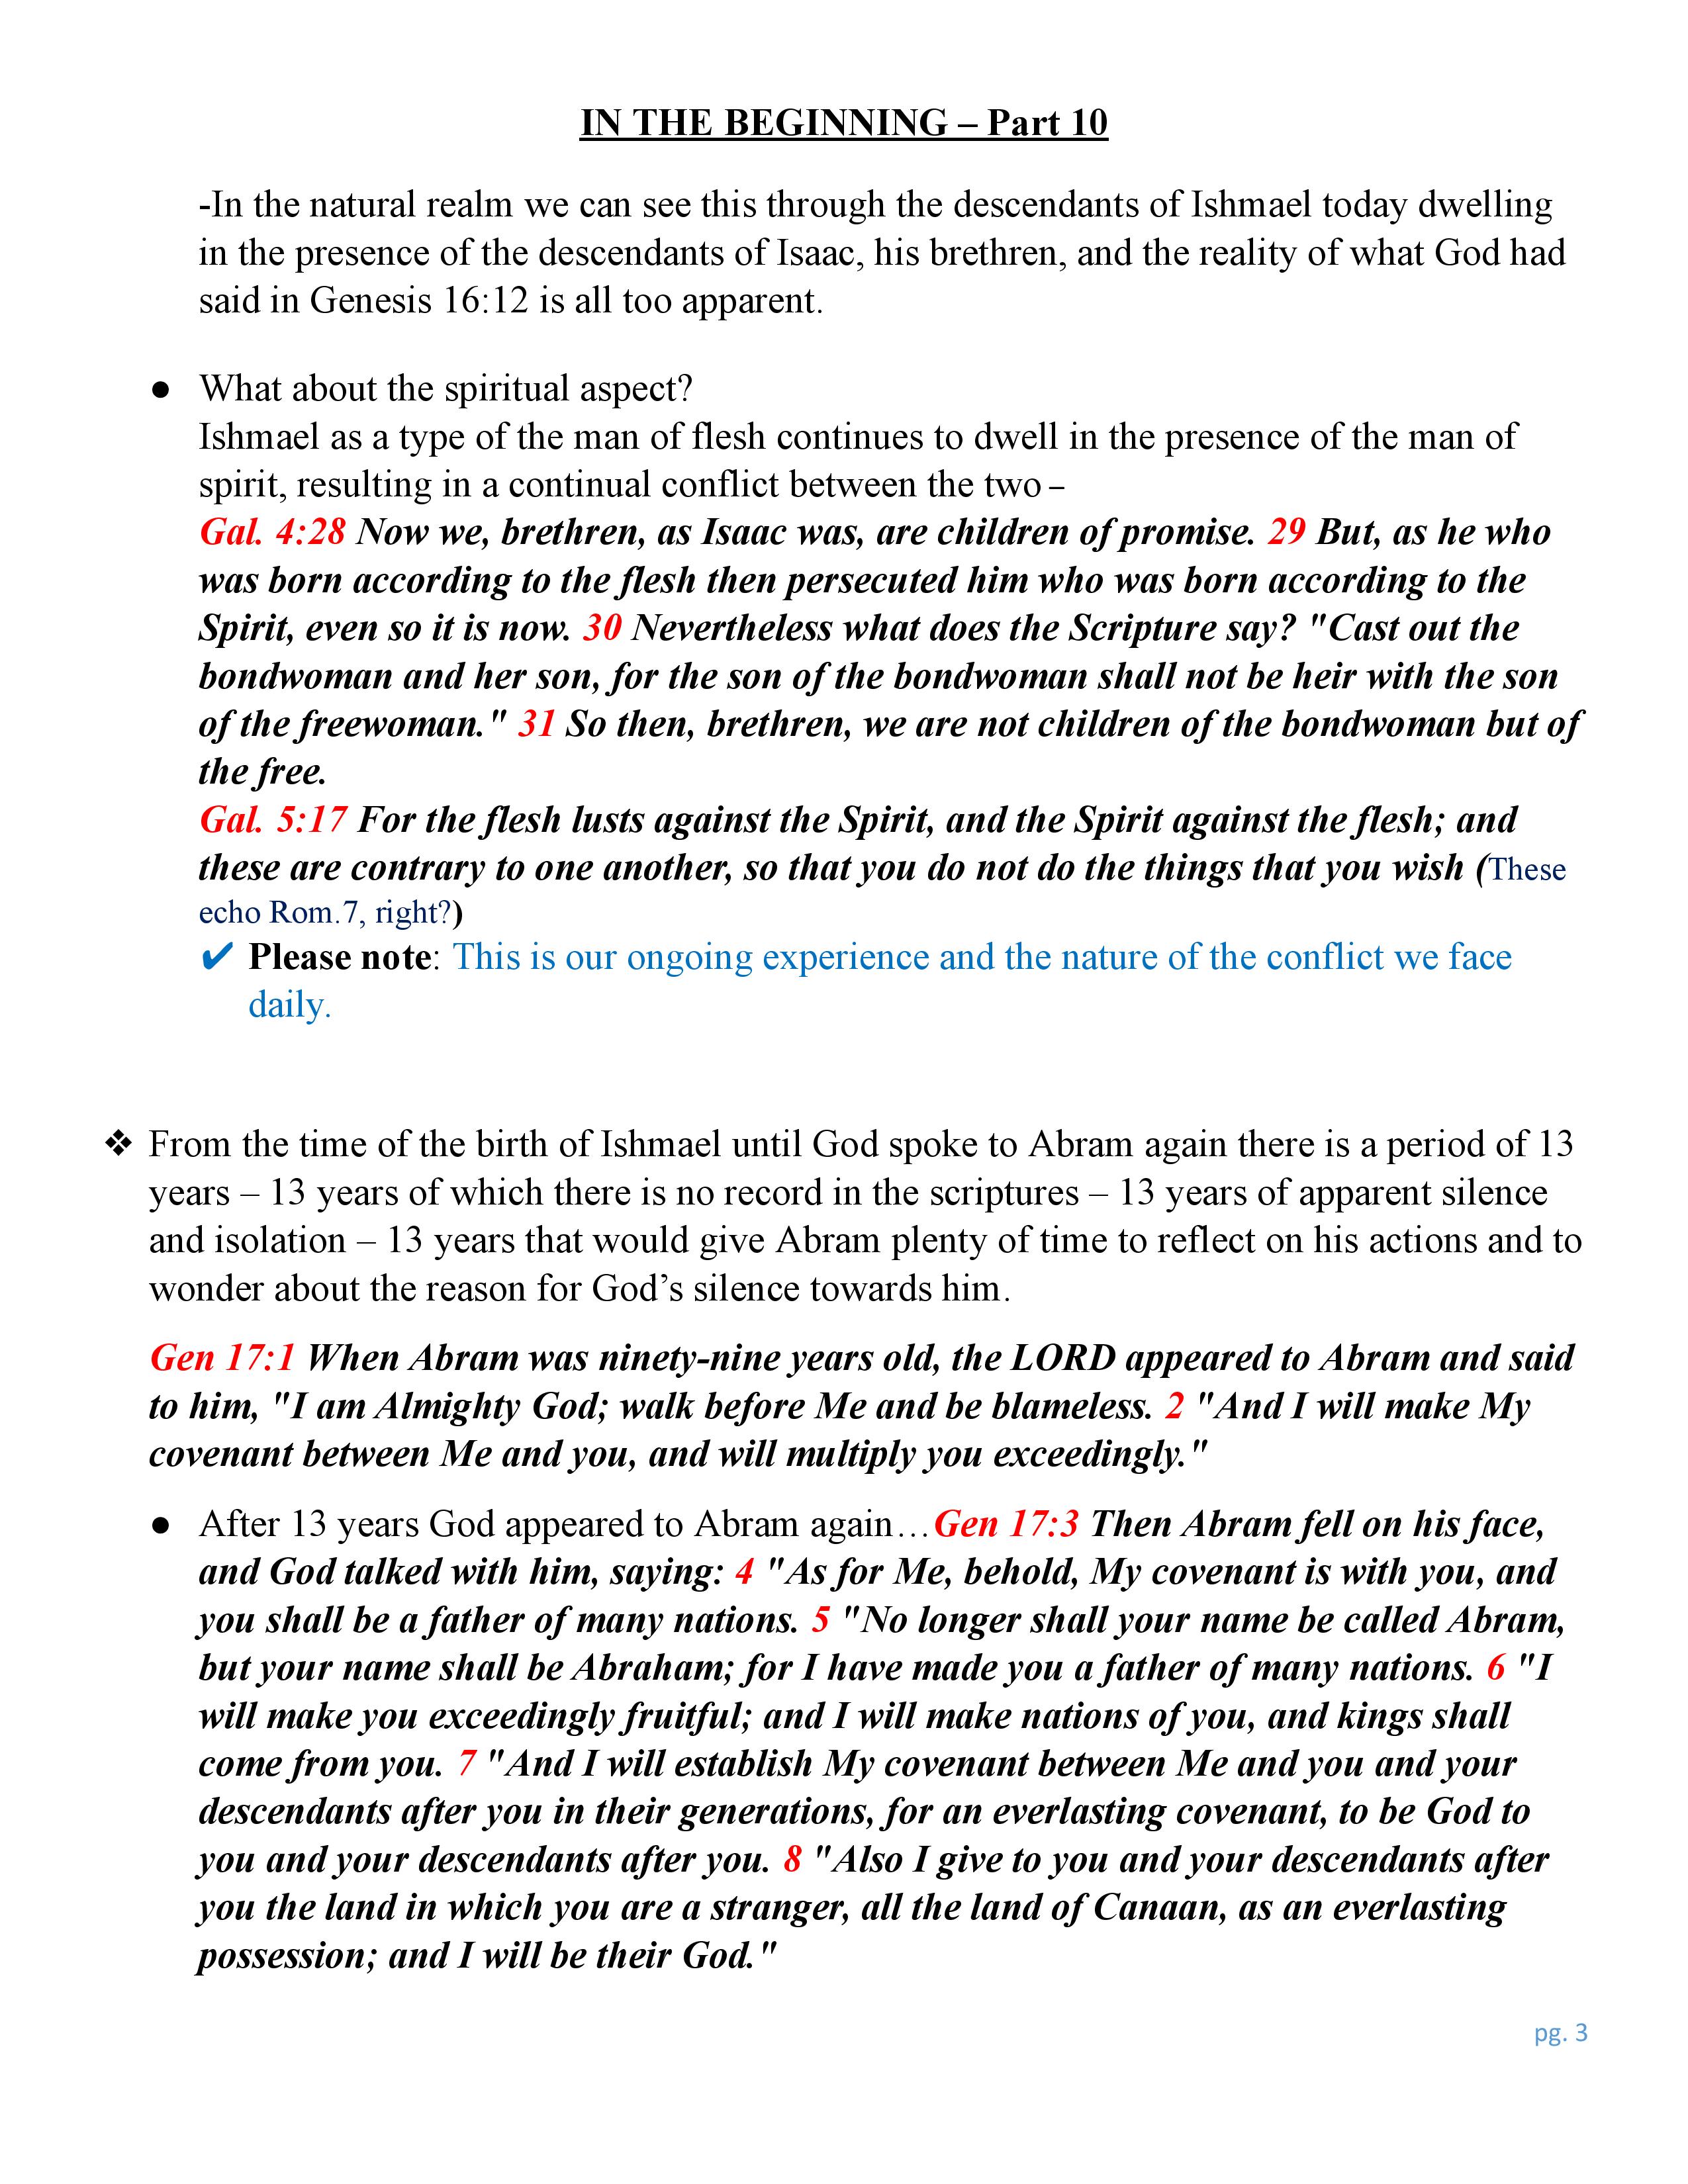 IN THE BEGINNING – Part 10
-In the natural realm we can see this through the descendants of Ishmael today dwelling
in the presence of the descendants of Isaac, his brethren, and the reality of what God had
said in Genesis 16:12 is all too apparent.
● What about the spiritual aspect?
Ishmael as a type of the man of flesh continues to dwell in the presence of the man of
spirit, resulting in a continual conflict between the two –
Gal. 4:28 Now we, brethren, as Isaac was, are children of promise. 29 But, as he who
was born according to the flesh then persecuted him who was born according to the
Spirit, even so it is now. 30 Nevertheless what does the Scripture say? "Cast out the
bondwoman and her son, for the son of the bondwoman shall not be heir with the son
of the freewoman." 31 So then, brethren, we are not children of the bondwoman but of
the free.
Gal. 5:17 For the flesh lusts against the Spirit, and the Spirit against the flesh; and
these are contrary to one another, so that you do not do the things that you wish (These
echo Rom.7, right?)
✔ Please note: This is our ongoing experience and the nature of the conflict we face
daily.
❖ From the time of the birth of Ishmael until God spoke to Abram again there is a period of 13
years – 13 years of which there is no record in the scriptures – 13 years of apparent silence
and isolation – 13 years that would give Abram plenty of time to reflect on his actions and to
wonder about the reason for God’s silence towards him.
Gen 17:1 When Abram was ninety-nine years old, the LORD appeared to Abram and said
to him, "I am Almighty God; walk before Me and be blameless. 2 "And I will make My
covenant between Me and you, and will multiply you exceedingly."
● After 13 years God appeared to Abram again…Gen 17:3 Then Abram fell on his face,
and God talked with him, saying: 4 "As for Me, behold, My covenant is with you, and
you shall be a father of many nations. 5 "No longer shall your name be called Abram,
but your name shall be Abraham; for I have made you a father of many nations. 6 "I
will make you exceedingly fruitful; and I will make nations of you, and kings shall
come from you. 7 "And I will establish My covenant between Me and you and your
descendants after you in their generations, for an everlasting covenant, to be God to
you and your descendants after you. 8 "Also I give to you and your descendants after
you the land in which you are a stranger, all the land of Canaan, as an everlasting
possession; and I will be their God."
pg. 3